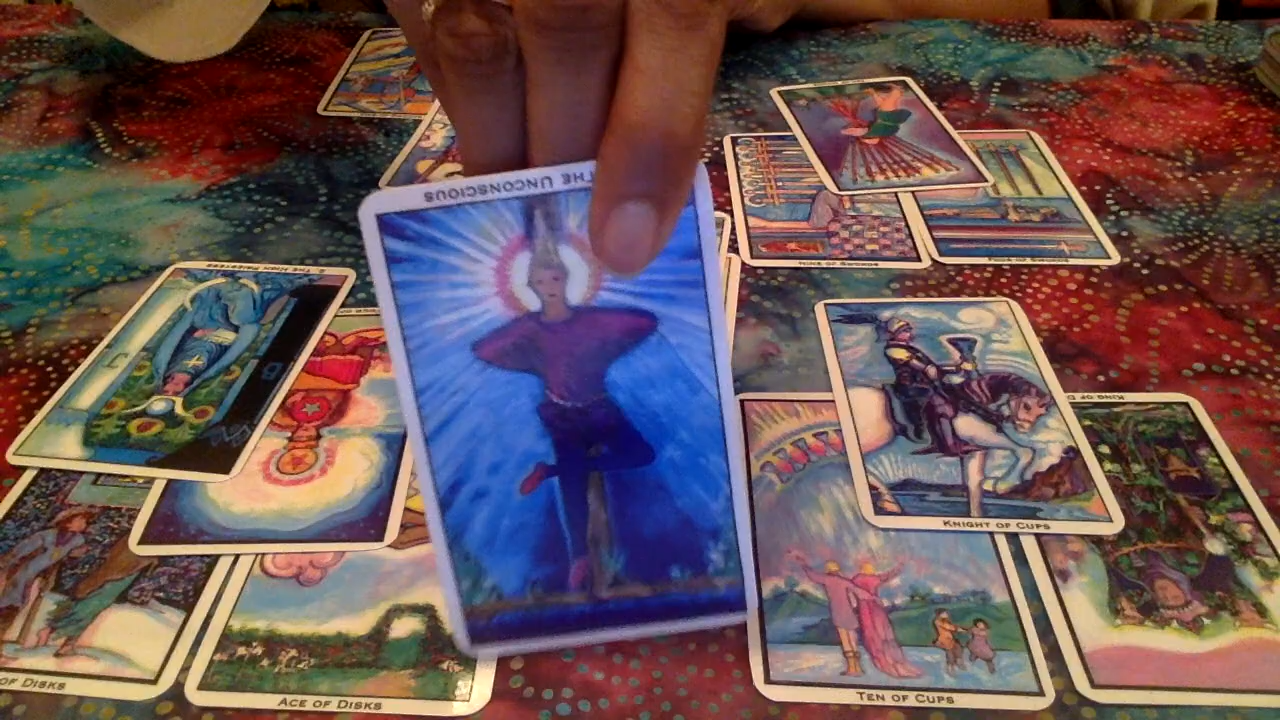 THE UNCONSCIOUS
2. THE HIGH PRIESTESS
NINE OF SWORDS
FOUR OF SWORDS
KNIGHT OF CUPS
KING OF D
TEN OF CUPS
ACE OF DISKS
OF DISKS